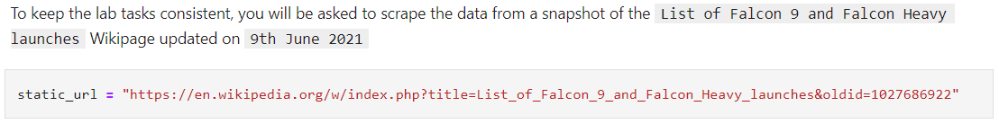 To keep the lab tasks consistent, you will be asked to scrape the data from a snapshot of the List of Falcon 9 and Falcon Heavy
launches Wikipage updated on 9th June 2021
static_url = "https://en.wikipedia.org/w/index.php?title=List_of_Falcon_9_and_Falcon_Heavy_launches&oldid=1027686922"